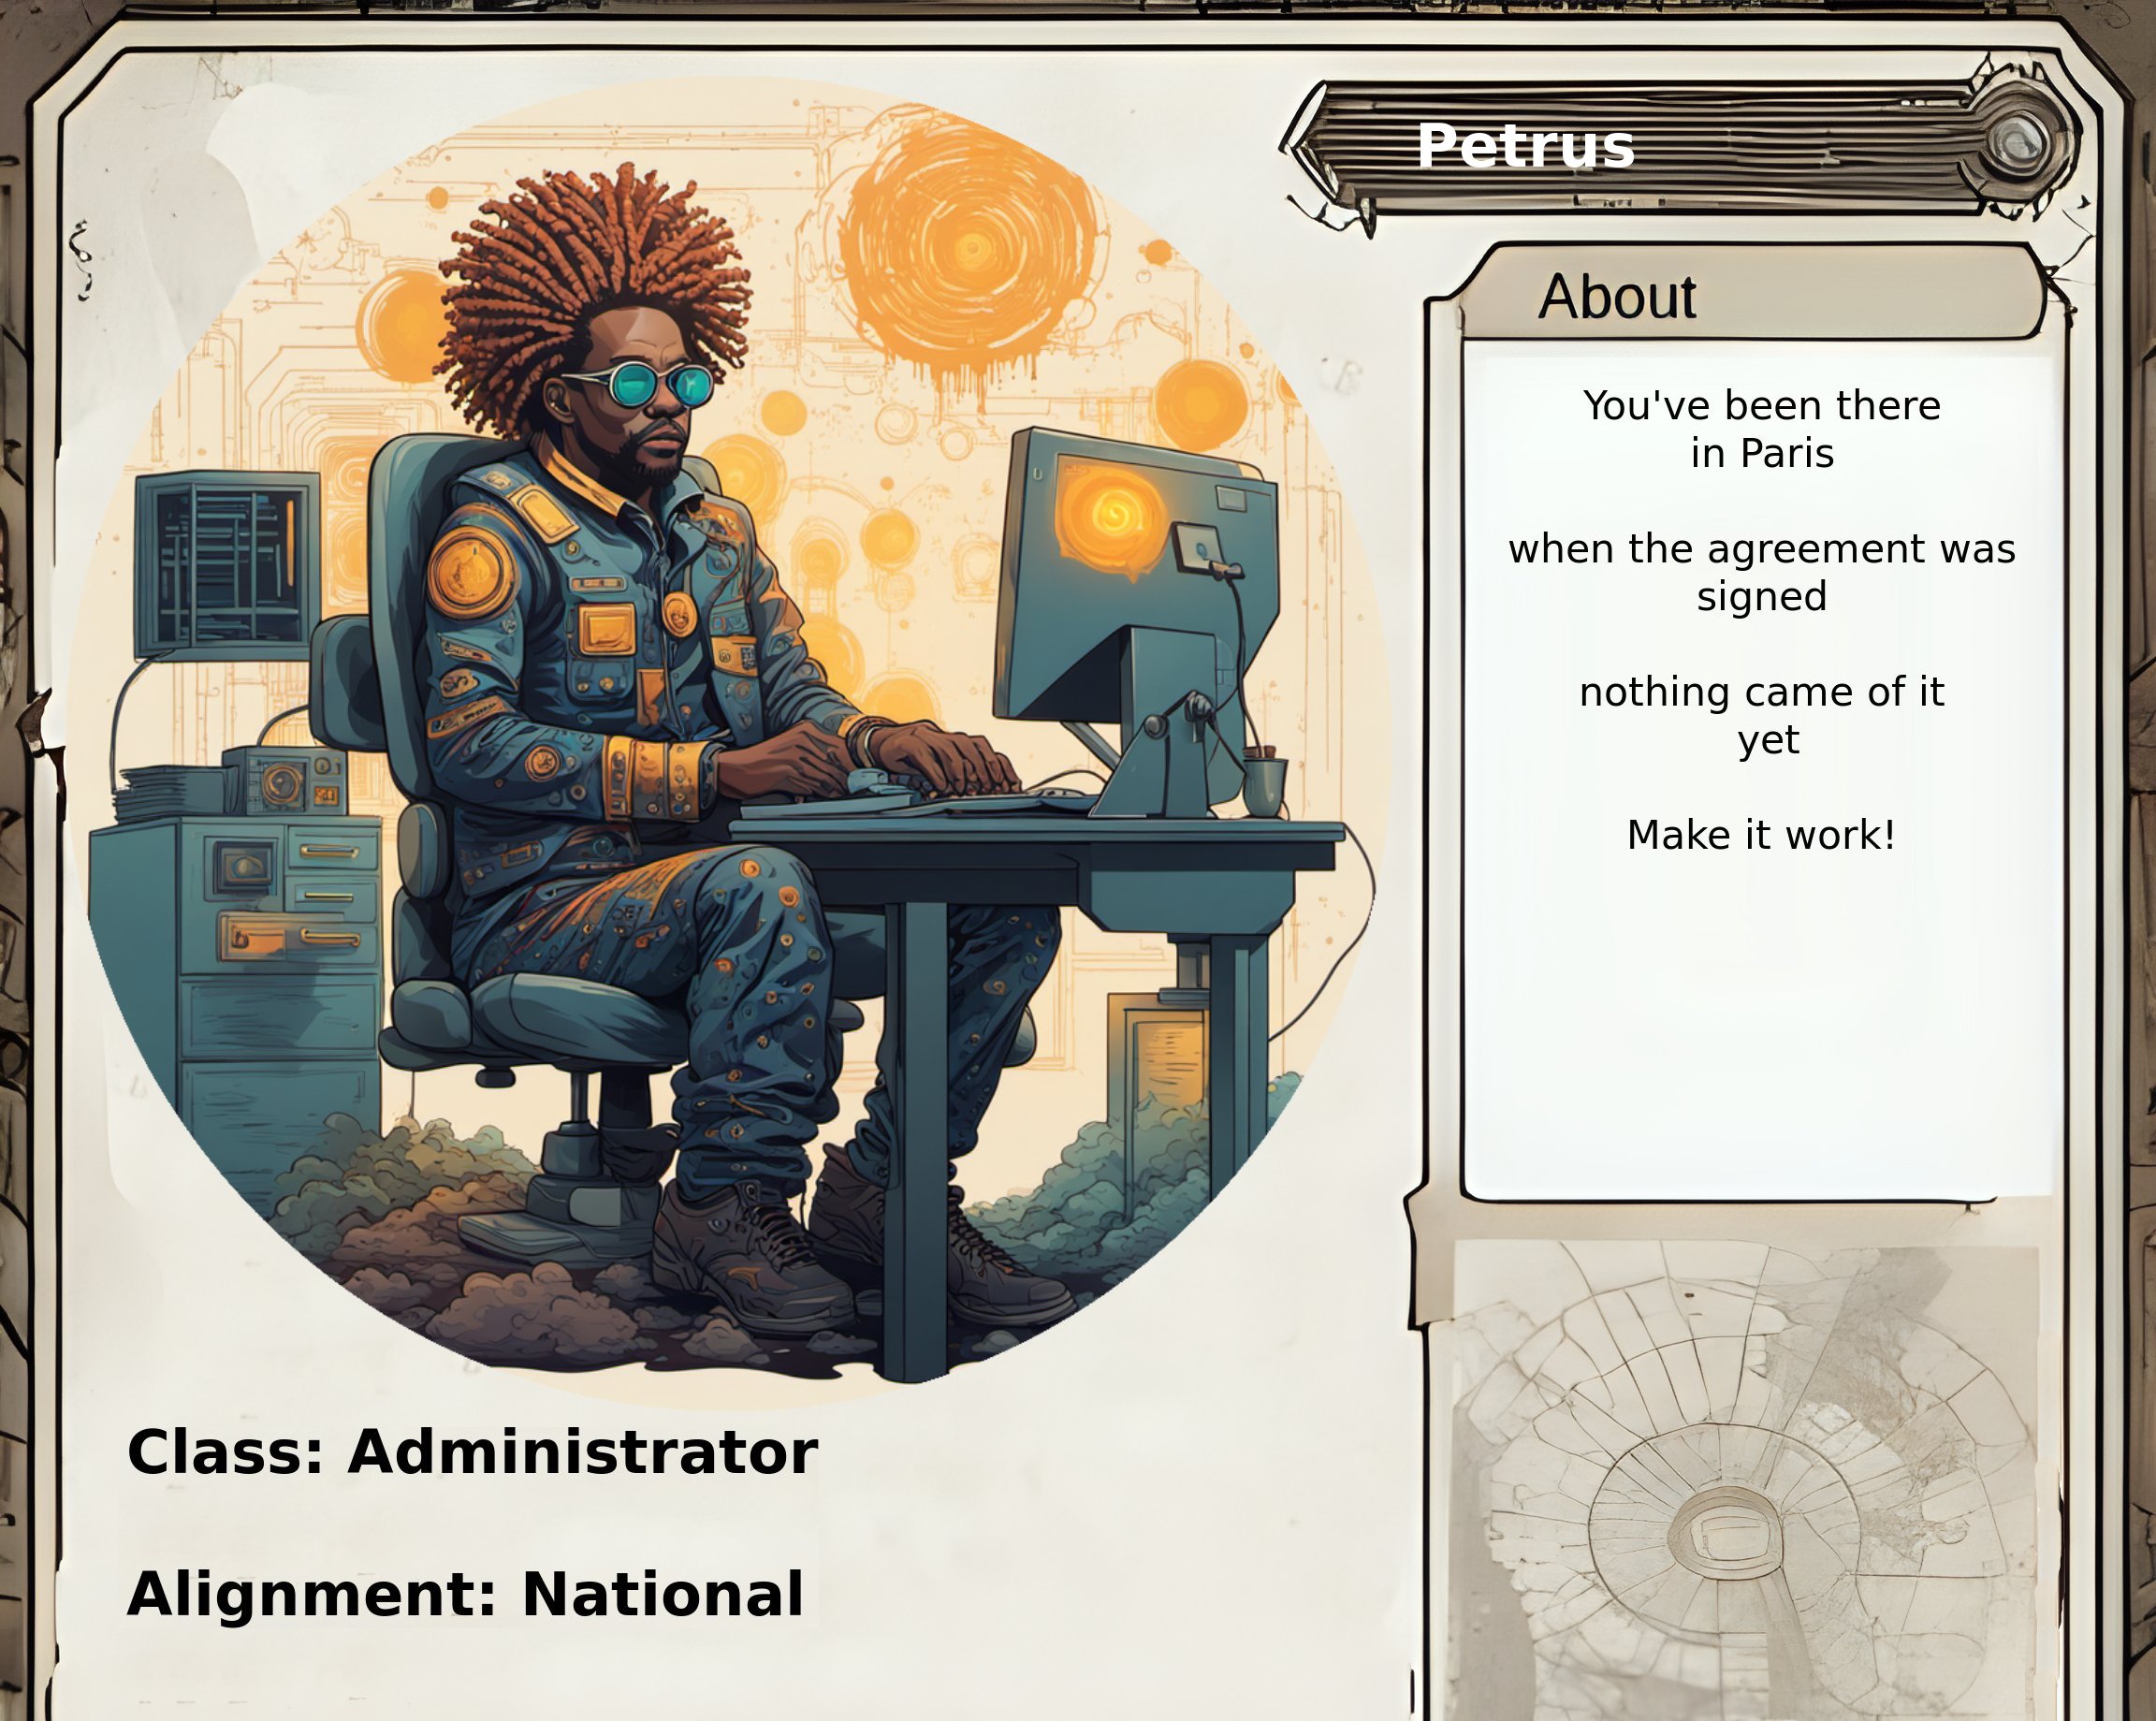 Petrus
About
You've been there
in Paris
when the agreement was
signed
nothing came of it
yet
Make it work!
Class: Administrator
Alignment: National